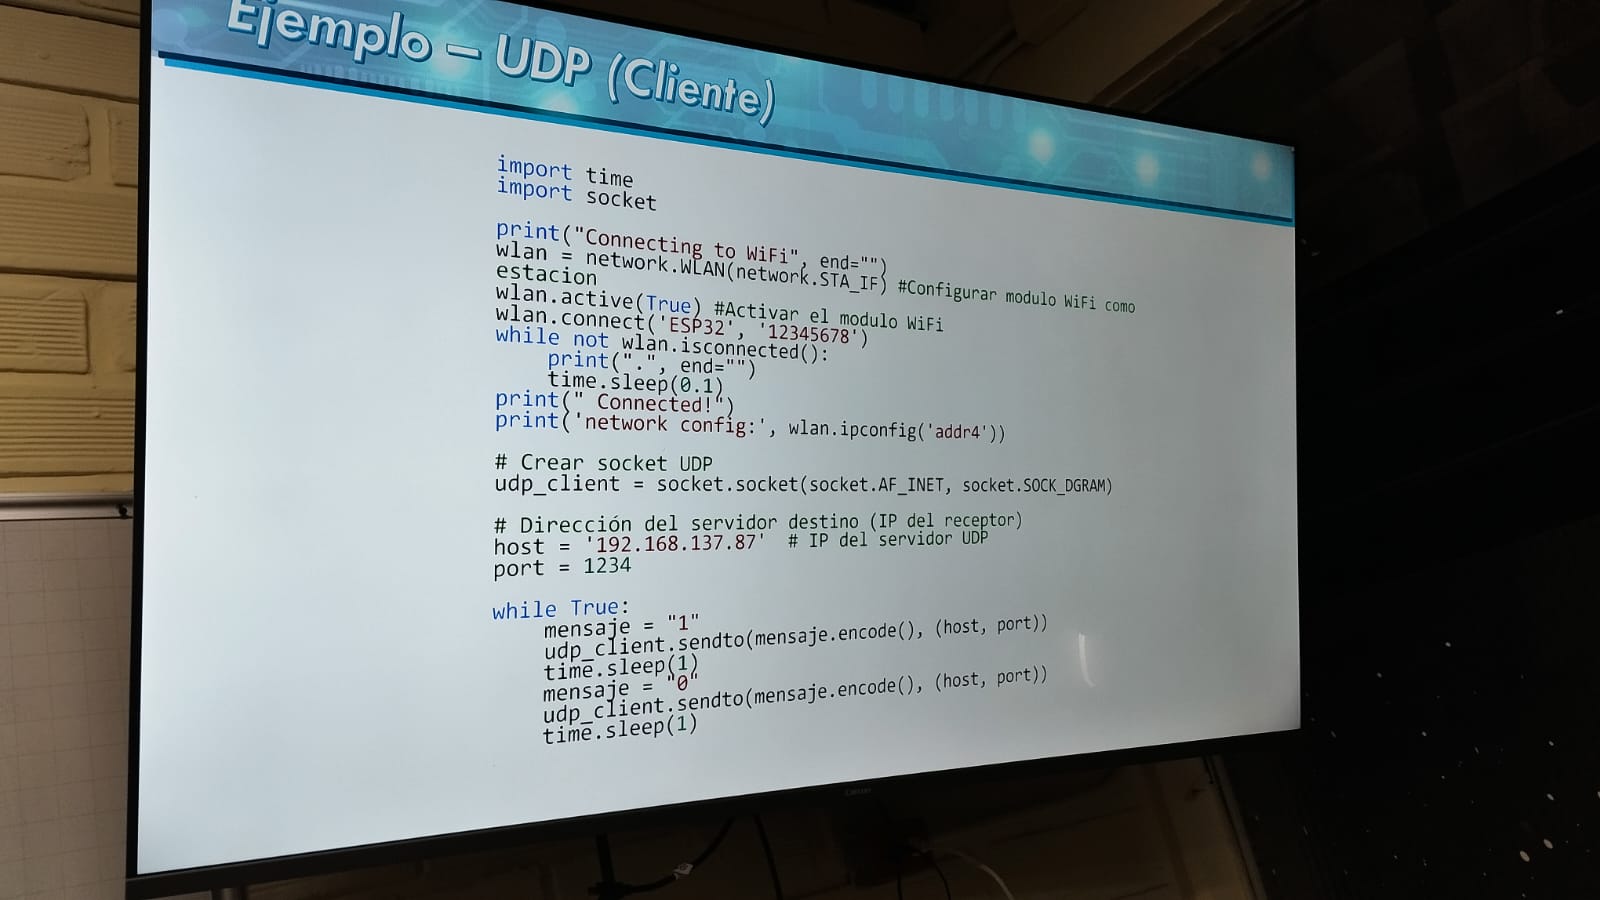 Ejemplo – UDP (Cliente)
import time
import socket
print("Connecting to WiFi", end="")
wlan = network.WLAN(network.STA_IF) #Configurar modulo WiFi como
estacion
wlan.active(True) #Activar el modulo WiFi
wlan.connect('ESP32', '12345678')
while not wlan.isconnected():
    print(".", end="")
    time.sleep(0.1)
print(" Connected!")
print('network config:', wlan.ipconfig('addr4'))
# Crear socket UDP
udp_client = socket.socket(socket.AF_INET, socket.SOCK_DGRAM)
# Dirección del servidor destino (IP del receptor)
host = '192.168.137.87'  # IP del servidor UDP
port = 1234
while True:
    mensaje = "1"
    udp_client.sendto(mensaje.encode(), (host, port))
    time.sleep(1)
    mensaje = "0"
    udp_client.sendto(mensaje.encode(), (host, port))
    time.sleep(1)